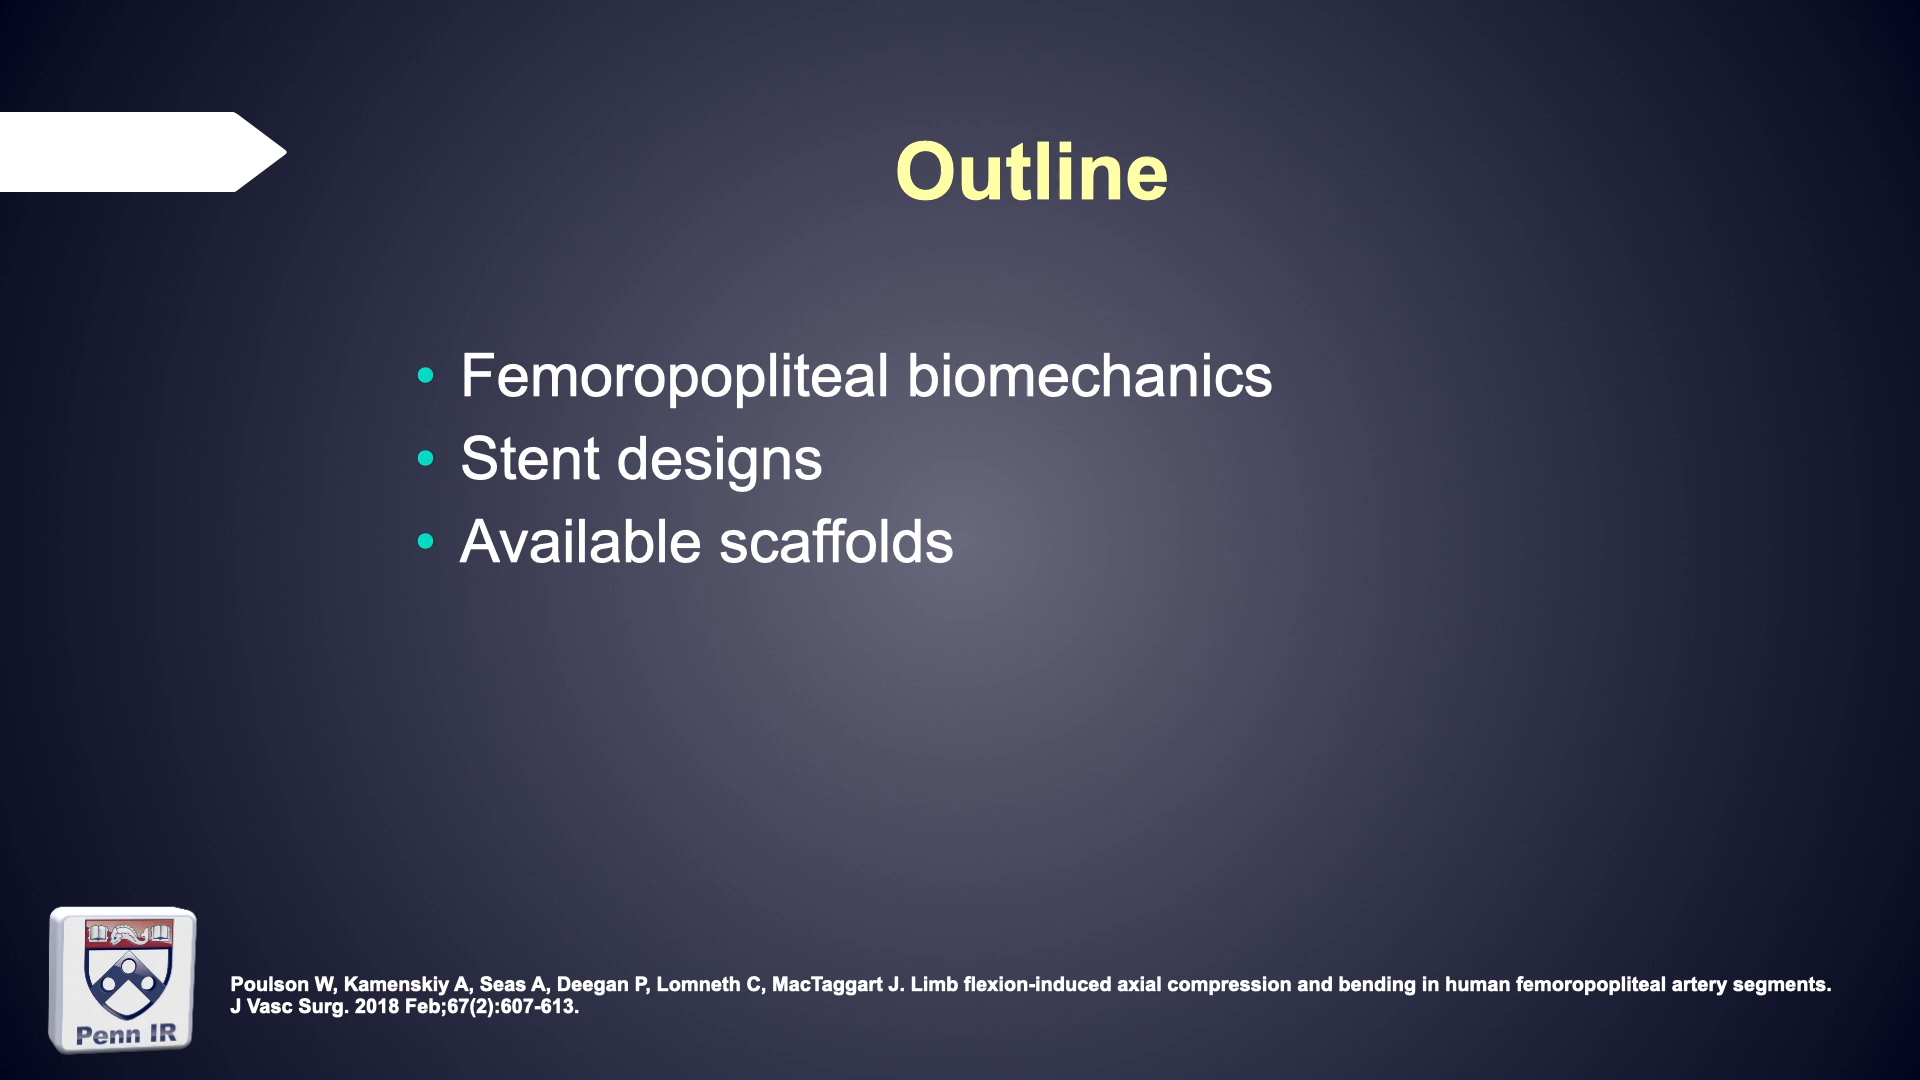 Outline
• Femoropopliteal biomechanics
• Stent designs
• Available scaffolds
Poulson W, Kamenskiy A, Seas A, Deegan P, Lomneth C, MacTaggart J. Limb flexion-induced axial compression and bending in human femoropopliteal artery segments.
J Vasc Surg. 2018 Feb;67(2):607-613.
Penn IR